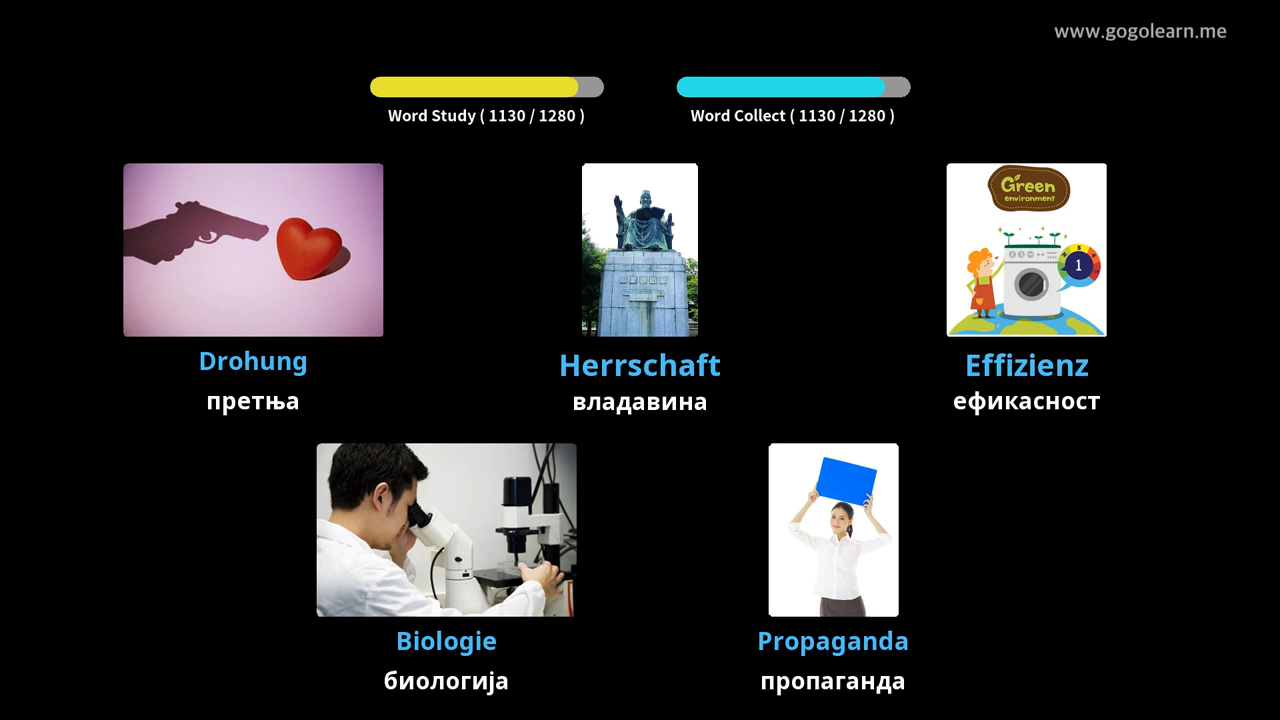 www.gogolearn.me
Word Study ( 1130 / 1280 )
Word Collect ( 1130 / 1280 )
Green
environment
1
Drohung
Herrschaft
Effizienz
претња
владавина
ефикасност
Biologie
Propaganda
биологија
пропаганда